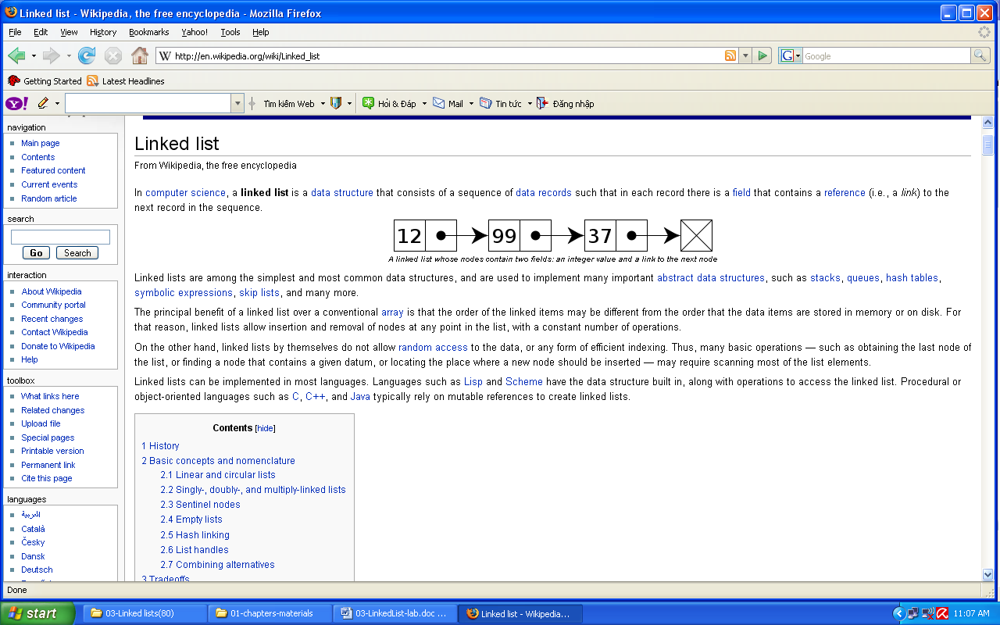 Linked list - Wikipedia, the free encyclopedia - Mozilla Firefox
File Edit View History Bookmarks Yahoo! Tools Help
W http://en.wikipedia.org/wiki/Linked_list G Google
Getting Started Latest Headlines
Y! Tìm kiếm Web Hỏi & Đáp Mail Tin tức Đăng nhập
navigation
Main page
Contents
Featured content
Current events
Random article
search
Go Search
interaction
About Wikipedia
Community portal
Recent changes
Contact Wikipedia
Donate to Wikipedia
Help
toolbox
What links here
Related changes
Upload file
Special pages
Printable version
Permanent link
Cite this page
languages
العربية
Català
Česky
Dansk
Deutsch
Linked list
From Wikipedia, the free encyclopedia
In computer science, a linked list is a data structure that consists of a sequence of data records such that in each record there is a field that contains a reference (i.e., a link) to the
next record in the sequence.
12 99 37
A linked list whose nodes contain two fields: an integer value and a link to the next node
Linked lists are among the simplest and most common data structures, and are used to implement many important abstract data structures, such as stacks, queues, hash tables,
symbolic expressions, skip lists, and many more.
The principal benefit of a linked list over a conventional array is that the order of the linked items may be different from the order that the data items are stored in memory or on disk. For
that reason, linked lists allow insertion and removal of nodes at any point in the list, with a constant number of operations.
On the other hand, linked lists by themselves do not allow random access to the data, or any form of efficient indexing. Thus, many basic operations — such as obtaining the last node of
the list, or finding a node that contains a given datum, or locating the place where a new node should be inserted — may require scanning most of the list elements.
Linked lists can be implemented in most languages. Languages such as Lisp and Scheme have the data structure built in, along with operations to access the linked list. Procedural or
object-oriented languages such as C, C++, and Java typically rely on mutable references to create linked lists.
Contents [hide]
1 History
2 Basic concepts and nomenclature
2.1 Linear and circular lists
2.2 Singly-, doubly-, and multiply-linked lists
2.3 Sentinel nodes
2.4 Empty lists
2.5 Hash linking
2.6 List handles
2.7 Combining alternatives
3 Tradeoffs
Done
start 03-Linked lists(80) 01-chapters-materials 03-LinkedList-lab.doc ... Linked list - Wikipedia... 11:07 AM